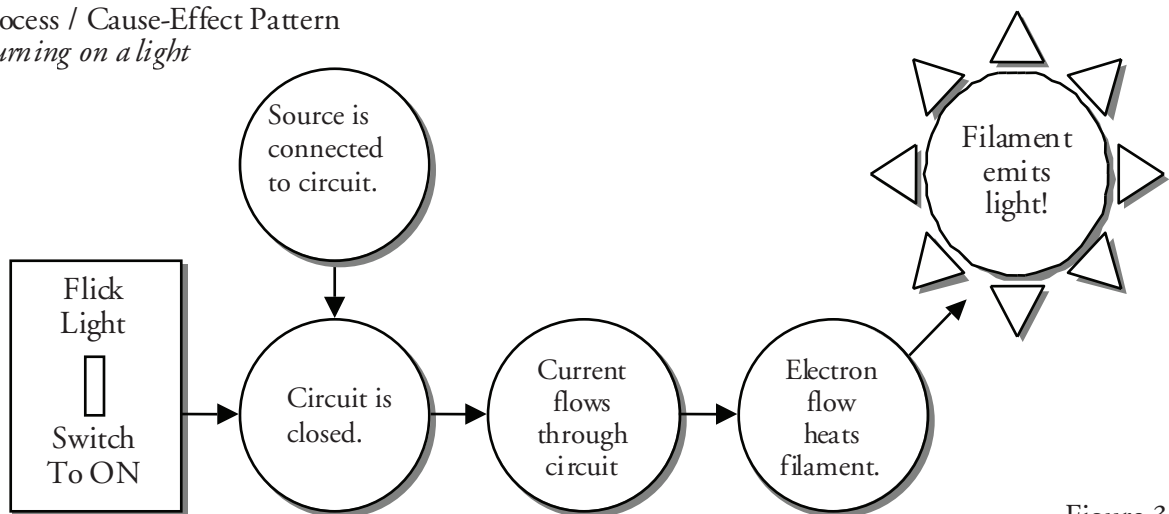 ocess / Cause-Effect Pattern
urning on a light
Source is
connected
to circuit.
Filament
emits
light!
Flick
Light
Switch
To ON
Circuit is
closed.
Current
flows
through
circuit
Electron
flow
heats
filament.
Figure 3